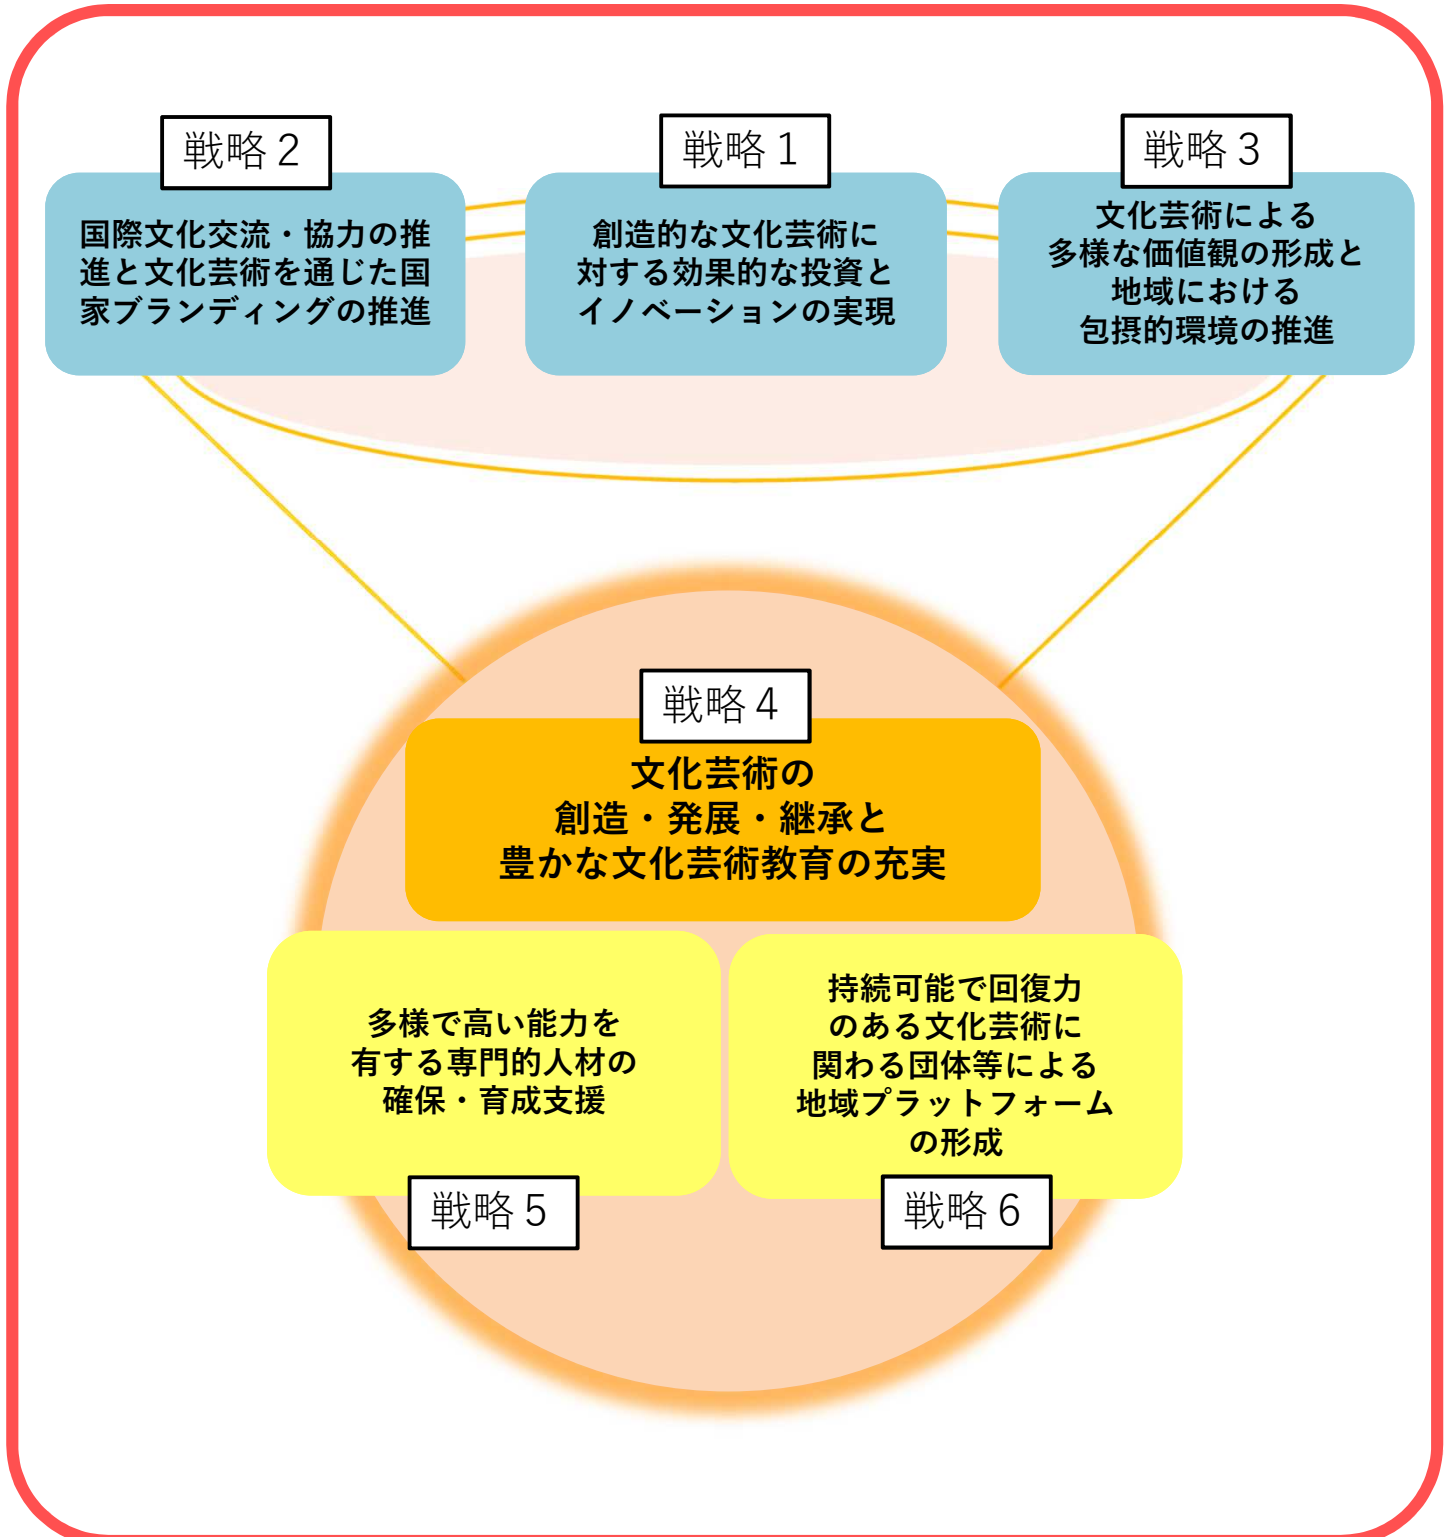 戦略２
国際文化交流・協力の推
進と文化芸術を通じた国
家ブランディングの推進
戦略１
創造的な文化芸術に
対する効果的な投資と
イノベーションの実現
戦略３
文化芸術による
多様な価値観の形成と
地域における
包摂的環境の推進
戦略４
文化芸術の
創造・発展・継承と
豊かな文化芸術教育の充実
多様で高い能力を
有する専門的人材の
確保・育成支援
戦略５
持続可能で回復力
のある文化芸術に
関わる団体等による
地域プラットフォーム
の形成
戦略６